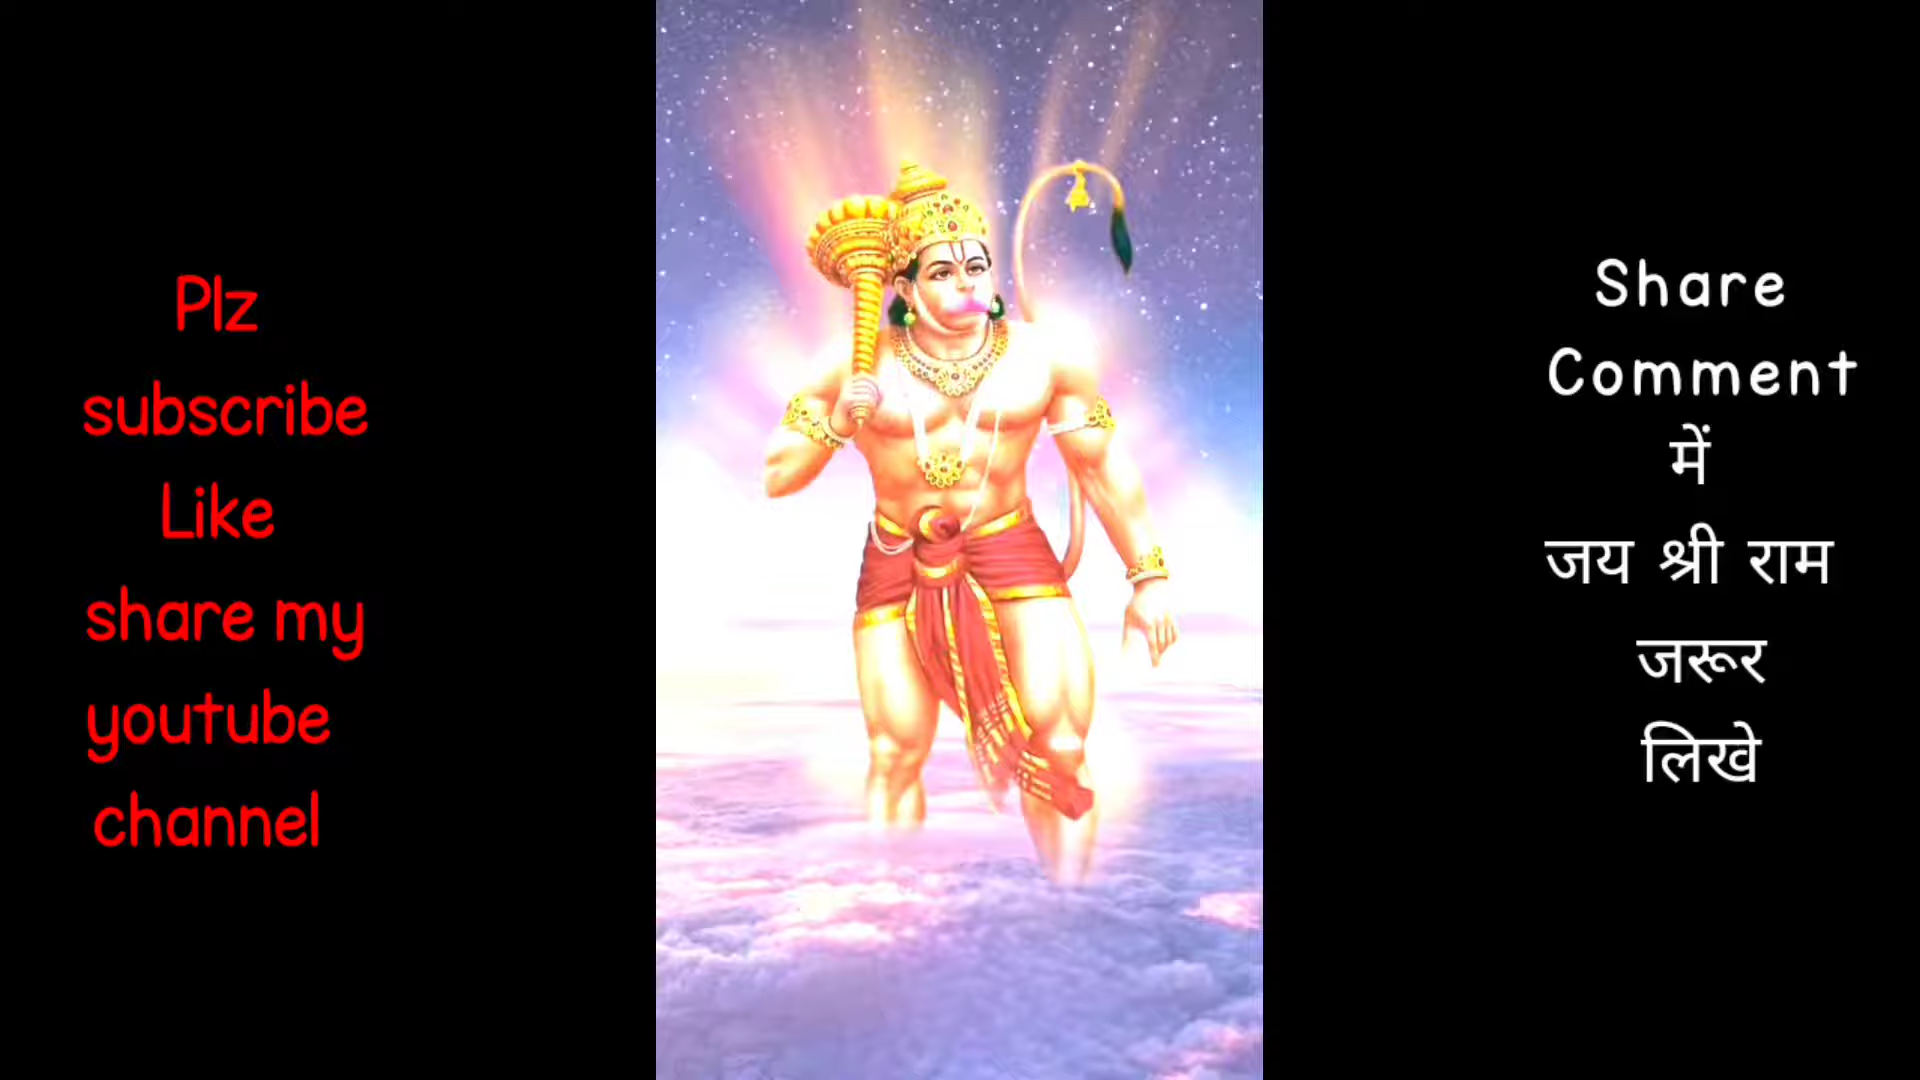 Plz
subscribe
Like
share my
youtube
channel
Share
Comment
में
जय श्री राम
जरूर
लिखे